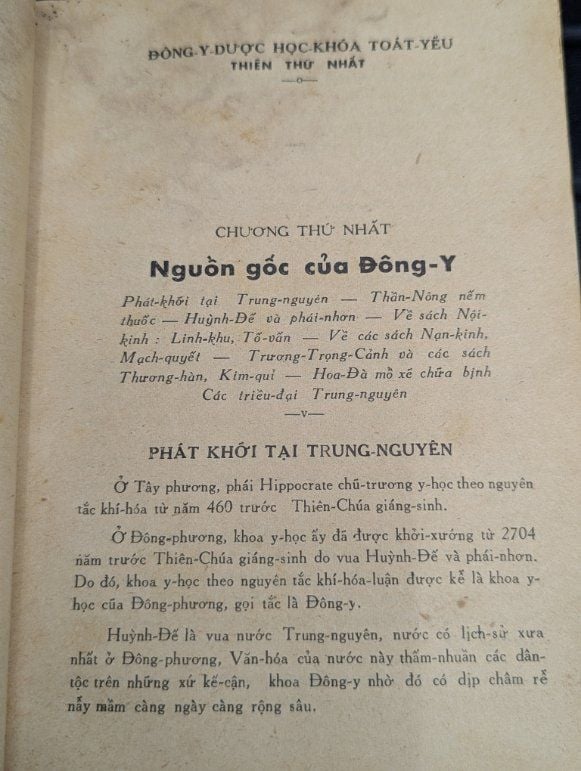 ĐÔNG-Y-DƯỢC HỌC-KHÓA TOÁT-YẾU
THIÊN THỨ NHẤT
—o—
CHƯƠNG THỨ NHẤT
Nguồn gốc của Đông-Y
Phát-khởi tại Trung-nguyên — Thần-Nông nếm
thuốc — Huỳnh-Đế và phái-nhơn — Về sách Nội-
kinh : Linh-khu, Tố-vấn — Về các sách Nạn-kinh,
Mạch-quyết — Trương-Trọng-Cảnh và các sách
Thương-hàn, Kim-quỉ — Hoa-Đà mổ xẻ chữa bịnh
Các triều-đại Trung-nguyên
—v—
PHÁT KHỞI TẠI TRUNG-NGUYÊN
Ở Tây phương, phái Hippocrate chủ-trương y-học theo nguyên
tắc khí-hóa từ năm 460 trước Thiên-Chúa giáng-sinh.
Ở Đông-phương, khoa y-học ấy đã được khởi-xướng từ 2704
năm trước Thiên-Chúa giáng-sinh do vua Huỳnh-Đế và phái-nhơn.
Do đó, khoa y-học theo nguyên tắc khí-hóa-luận được kể là khoa y-
học của Đông-phương, gọi tắc là Đông-y.
Huỳnh-Đế là vua nước Trung-nguyên, nước có lịch-sử xưa
nhất ở Đông-phương, Văn-hóa của nước này thấm-nhuần các dân-
tộc trên những xứ kế-cận, khoa Đông-y nhờ đó có dịp châm rễ
nẫy mầm càng ngày càng rộng sâu.